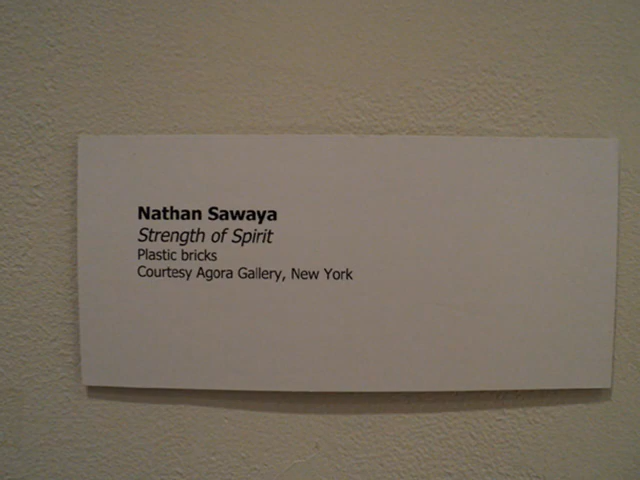 Nathan Sawaya
Strength of Spirit
Plastic bricks
Courtesy Agora Gallery, New York